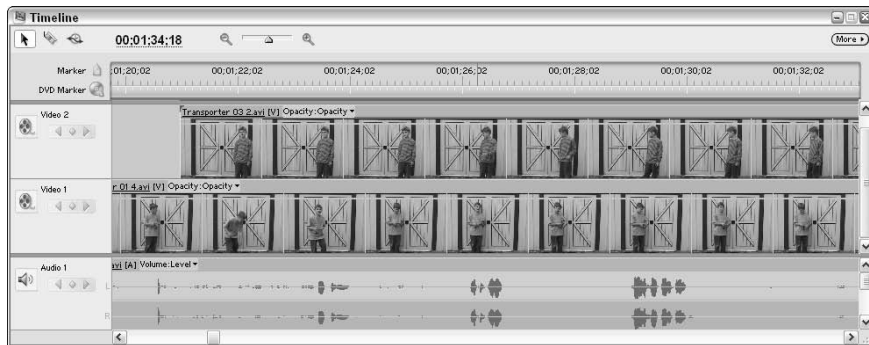 Timeline
00;01;34;18
More
Marker
:01;20;02 00;01;22;02 00;01;24;02 00;01;26;02 00;01;28;02 00;01;30;02 00;01;32;02
DVD Marker
Video 2
Transporter 03 2.avi [V] Opacity:Opacity
Video 1
r 01 4.avi [V] Opacity:Opacity
Audio 1
avi [A] Volume:Level
L
R